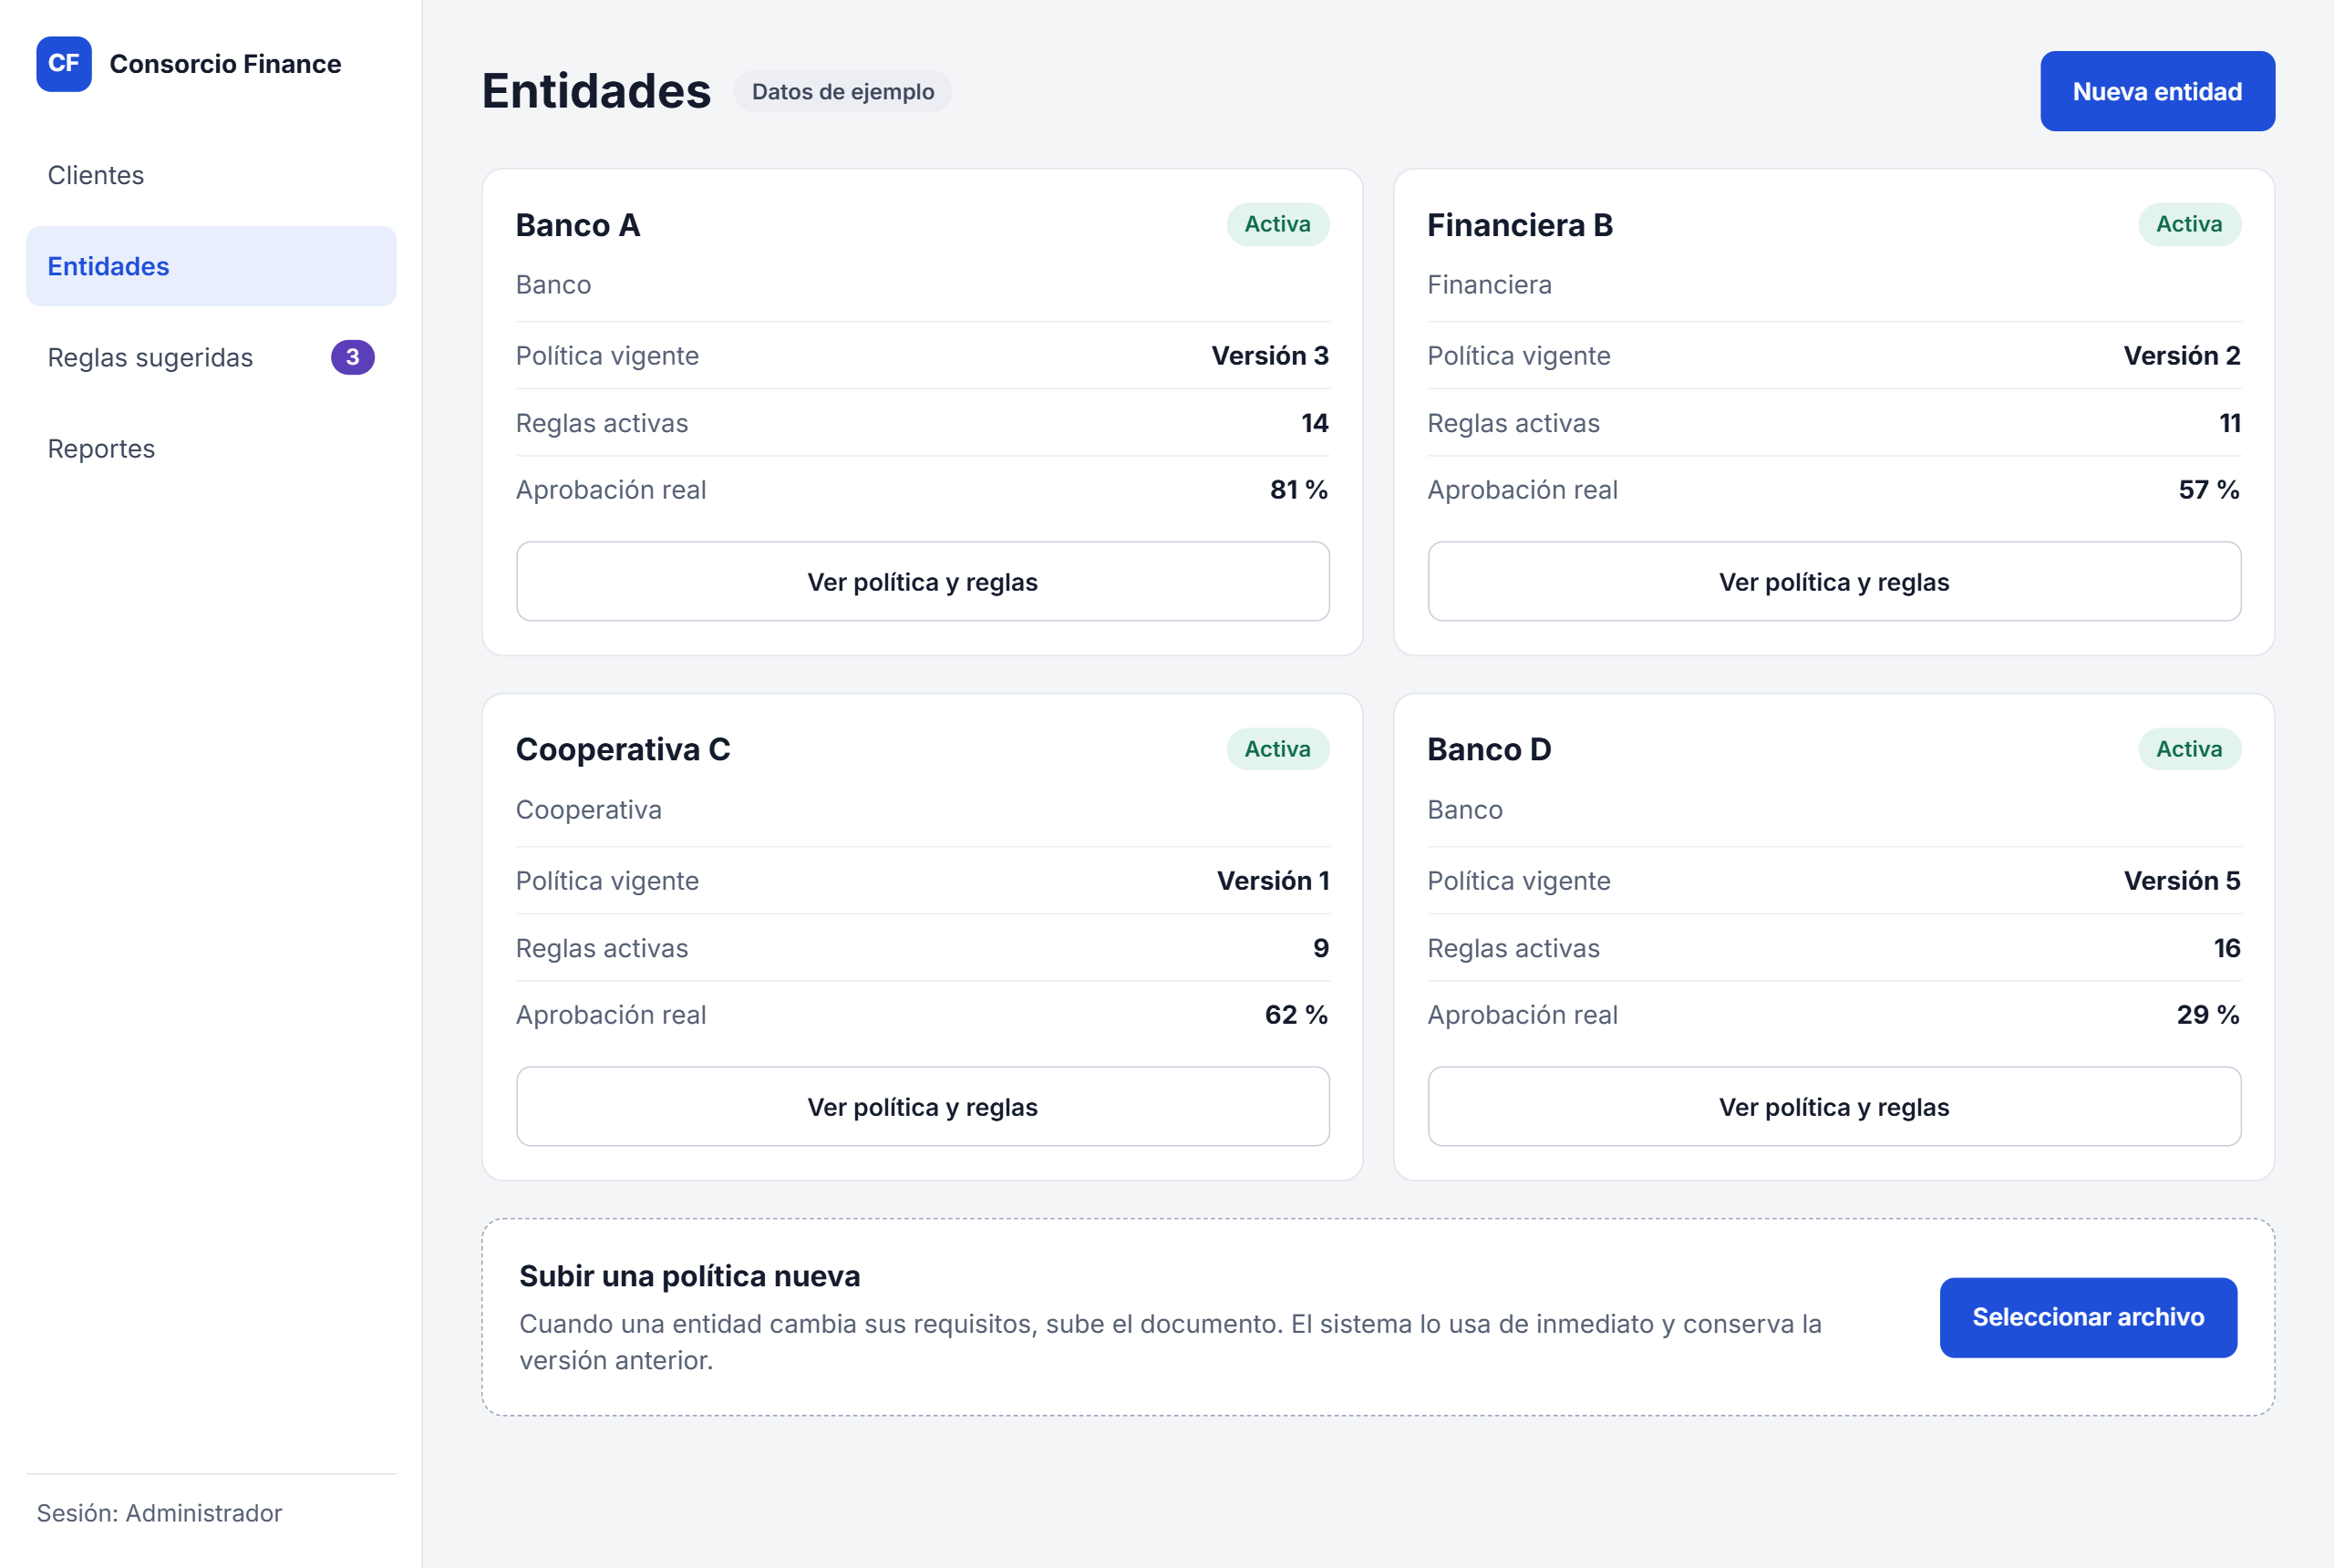 CF Consorcio Finance
Clientes
Entidades
Reglas sugeridas 3
Reportes
Sesión: Administrador
Entidades Datos de ejemplo Nueva entidad
Banco A Activa
Banco
Política vigente Versión 3
Reglas activas 14
Aprobación real 81 %
Ver política y reglas
Financiera B Activa
Financiera
Política vigente Versión 2
Reglas activas 11
Aprobación real 57 %
Ver política y reglas
Cooperativa C Activa
Cooperativa
Política vigente Versión 1
Reglas activas 9
Aprobación real 62 %
Ver política y reglas
Banco D Activa
Banco
Política vigente Versión 5
Reglas activas 16
Aprobación real 29 %
Ver política y reglas
Subir una política nueva
Cuando una entidad cambia sus requisitos, sube el documento. El sistema lo usa de inmediato y conserva la
versión anterior.
Seleccionar archivo